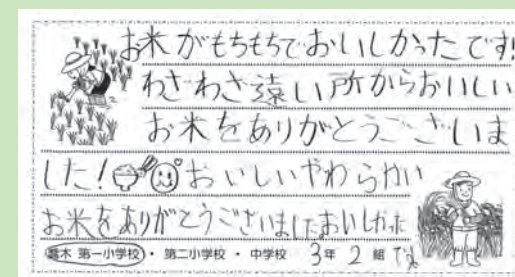 お米がもちもちでおいしかったです!
わざわざ遠い所からおいしい
お米をありがとうございま
した!おいしいやわらかい
お米をありがとうございましたおいしかった
第一小学校・第二小学校・中学校 3年2組です。